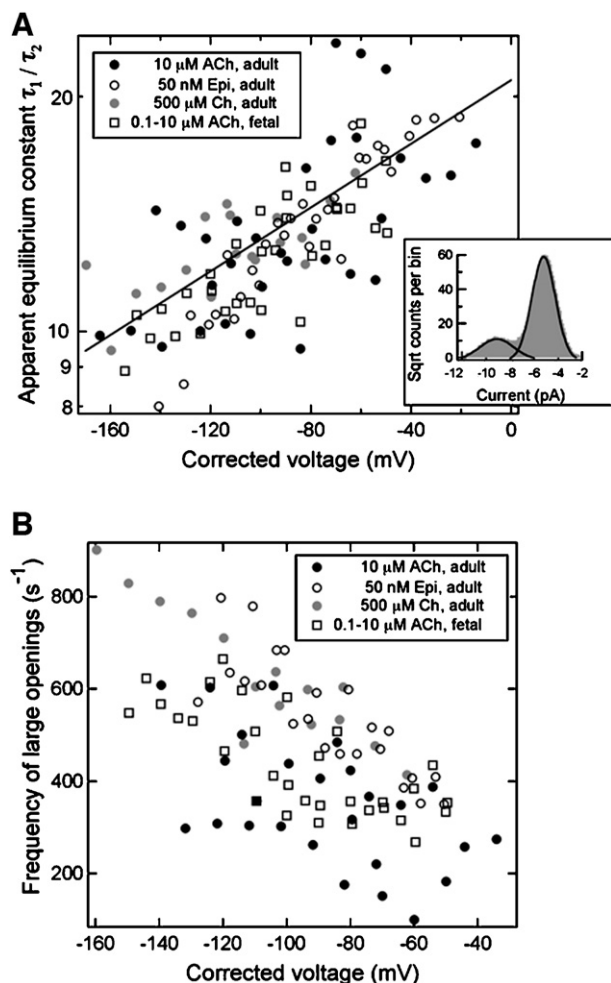 A
Apparent equilibrium constant τ1 / τ2
20
10
9
8
10 μM ACh, adult
50 nM Epi, adult
500 μM Ch, adult
0.1-10 μM ACh, fetal
Sqrt counts per bin
60
40
20
0
-12 -10 -8 -6 -4 -2
Current (pA)
-160 -120 -80 -40 0
Corrected voltage (mV)
B
Frequency of large openings (s⁻¹)
800
600
400
200
10 μM ACh, adult
50 nM Epi, adult
500 μM Ch, adult
0.1-10 μM ACh, fetal
-160 -140 -120 -100 -80 -60 -40
Corrected voltage (mV)